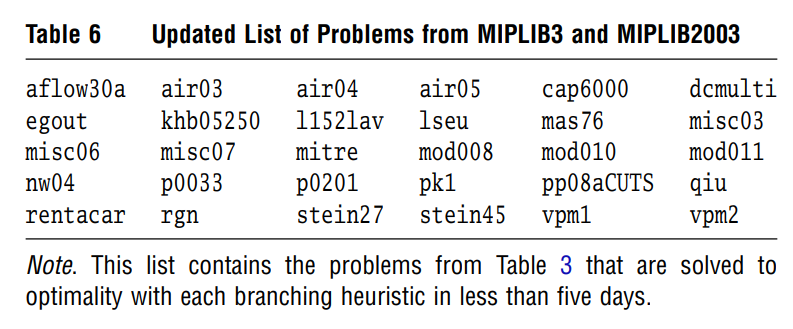 Table 6 Updated List of Problems from MIPLIB3 and MIPLIB2003
aflow30a air03 air04 air05 cap6000 dcmulti
egout khb05250 l152lav lseu mas76 misc03
misc06 misc07 mitre mod008 mod010 mod011
nw04 p0033 p0201 pk1 pp08aCUTS qiu
rentacar rgn stein27 stein45 vpm1 vpm2
Note. This list contains the problems from Table 3 that are solved to
optimality with each branching heuristic in less than five days.